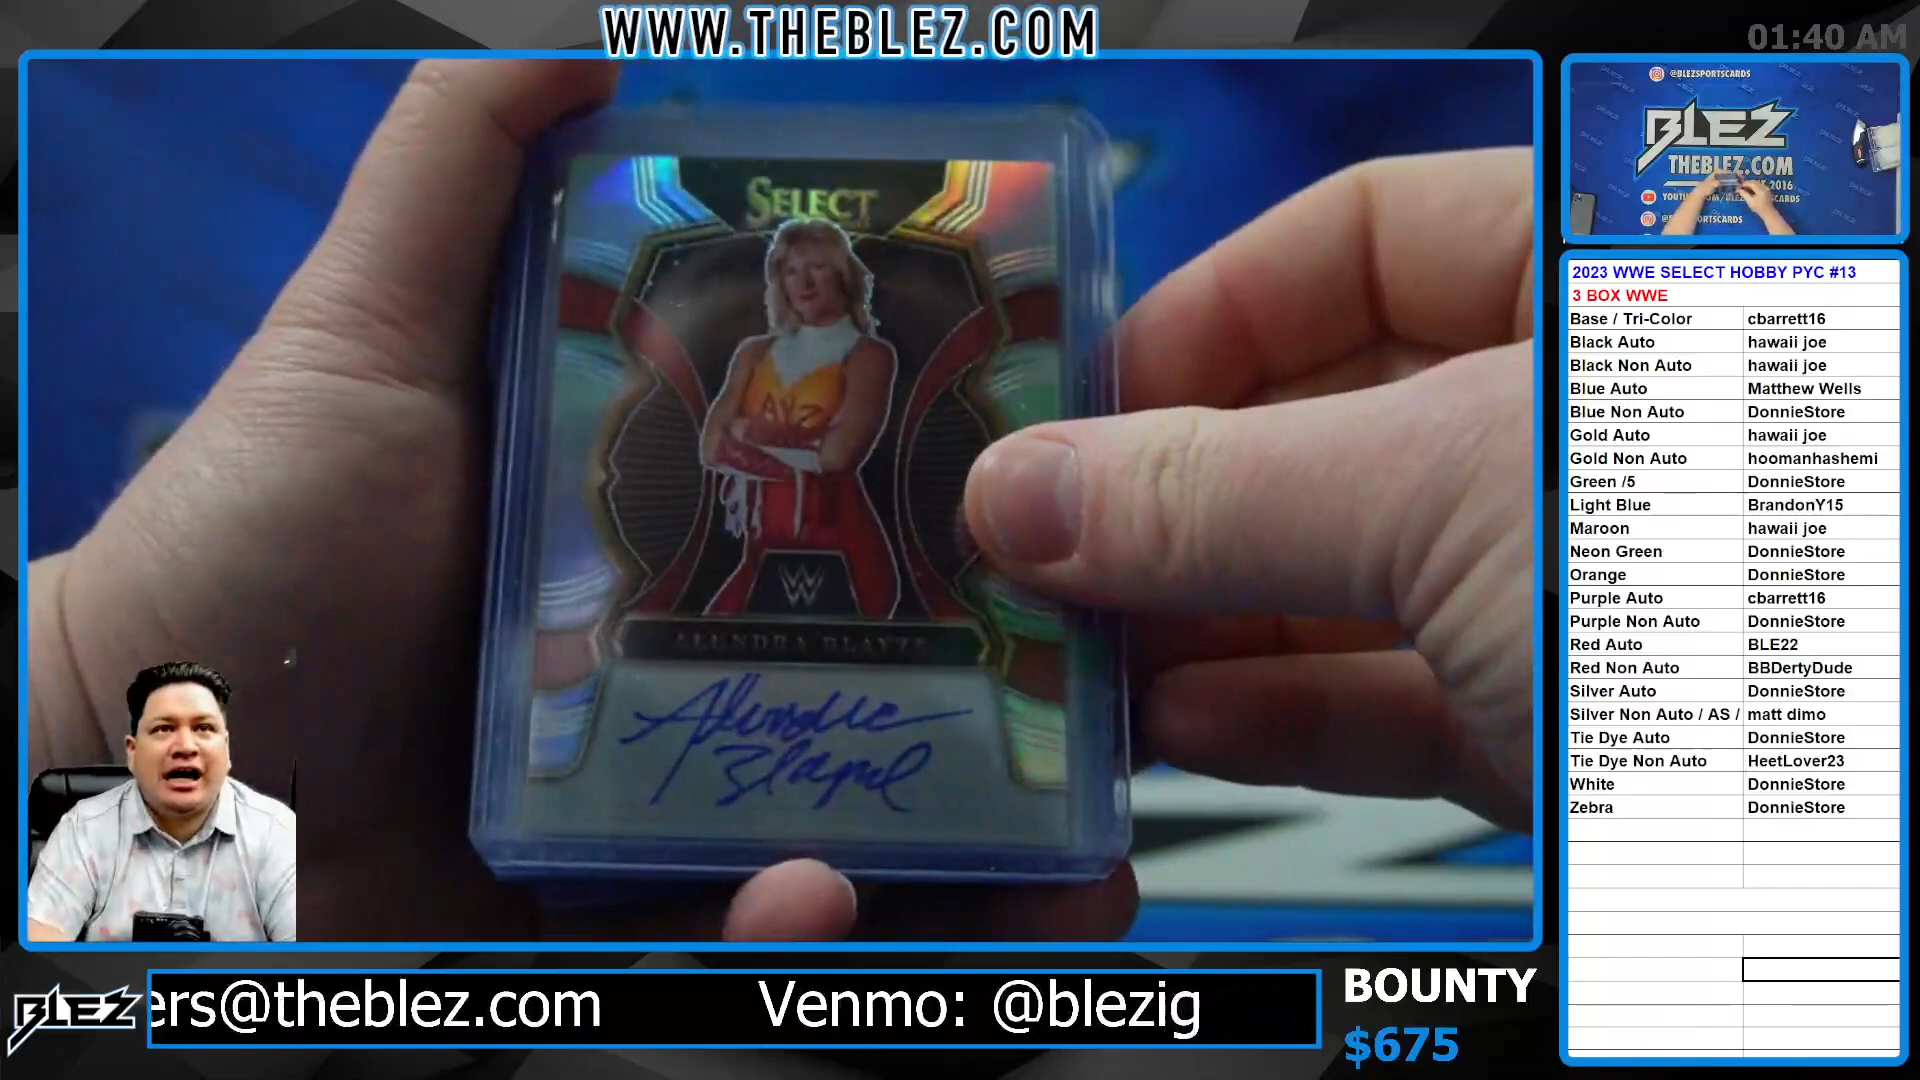 WWW.THEBLEZ.COM
01:40 AM
SELECT
W
ALUNDRA BLAYZE
Alundra
Blayze
@BLEZSPORTSCARDS
BLEZ
THEBLEZ.COM
2023 WWE SELECT HOBBY PYC #13
3 BOX WWE
Base / Tri-Color cbarrett16
Black Auto hawaii joe
Black Non Auto hawaii joe
Blue Auto Matthew Wells
Blue Non Auto DonnieStore
Gold Auto hawaii joe
Gold Non Auto hoomanhashemi
Green /5 DonnieStore
Light Blue BrandonY15
Maroon hawaii joe
Neon Green DonnieStore
Orange DonnieStore
Purple Auto cbarrett16
Purple Non Auto DonnieStore
Red Auto BLE22
Red Non Auto BBDertyDude
Silver Auto DonnieStore
Silver Non Auto / AS / matt dimo
Tie Dye Auto DonnieStore
Tie Dye Non Auto HeetLover23
White DonnieStore
Zebra DonnieStore
BLEZ
ers@theblez.com Venmo: @blezig
BOUNTY
$675